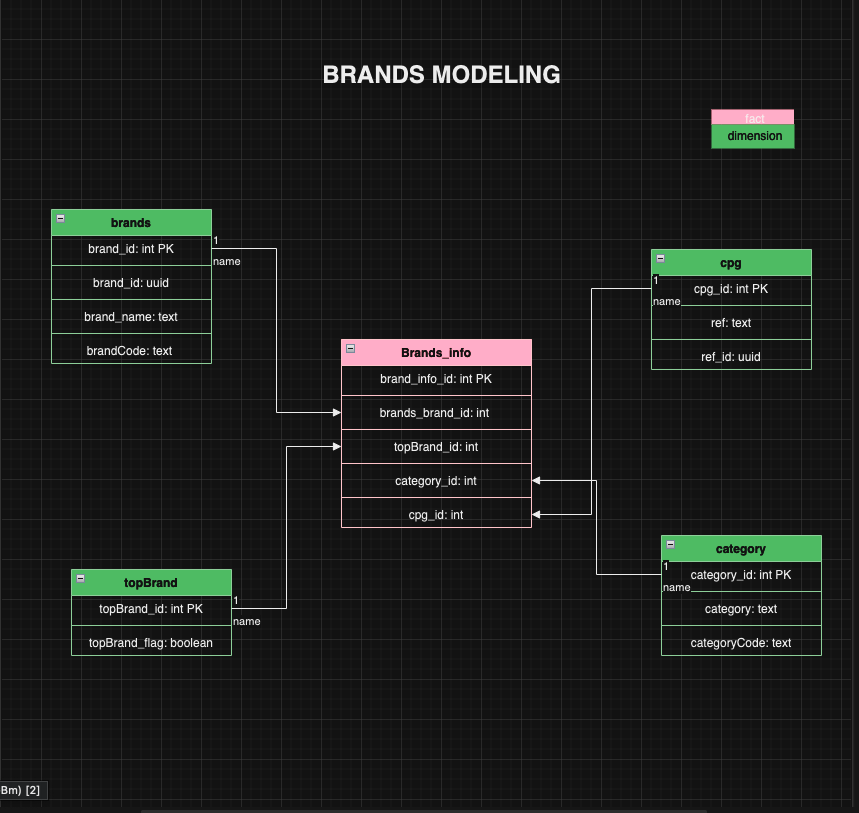 BRANDS MODELING
fact
dimension
brands
brand_id: int PK
brand_id: uuid
brand_name: text
brandCode: text
1
name
cpg
1
cpg_id: int PK
name
ref: text
ref_id: uuid
Brands_info
brand_info_id: int PK
brands_brand_id: int
topBrand_id: int
category_id: int
cpg_id: int
topBrand
topBrand_id: int PK
topBrand_flag: boolean
1
name
category
1
category_id: int PK
name
category: text
categoryCode: text
Bm) [2]